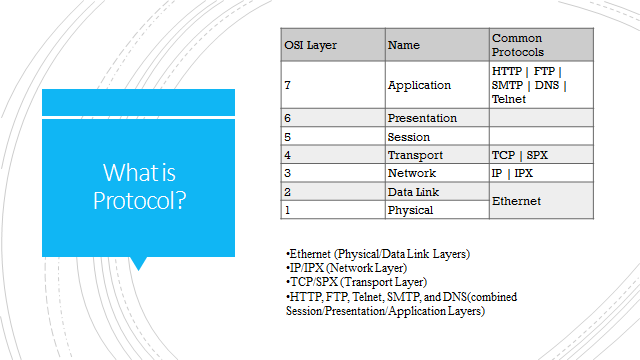 What is
Protocol?
OSI Layer Name Common
Protocols
7 Application HTTP | FTP |
SMTP | DNS |
Telnet
6 Presentation
5 Session
4 Transport TCP | SPX
3 Network IP | IPX
2 Data Link Ethernet
1 Physical
•Ethernet (Physical/Data Link Layers)
•IP/IPX (Network Layer)
•TCP/SPX (Transport Layer)
•HTTP, FTP, Telnet, SMTP, and DNS(combined
Session/Presentation/Application Layers)